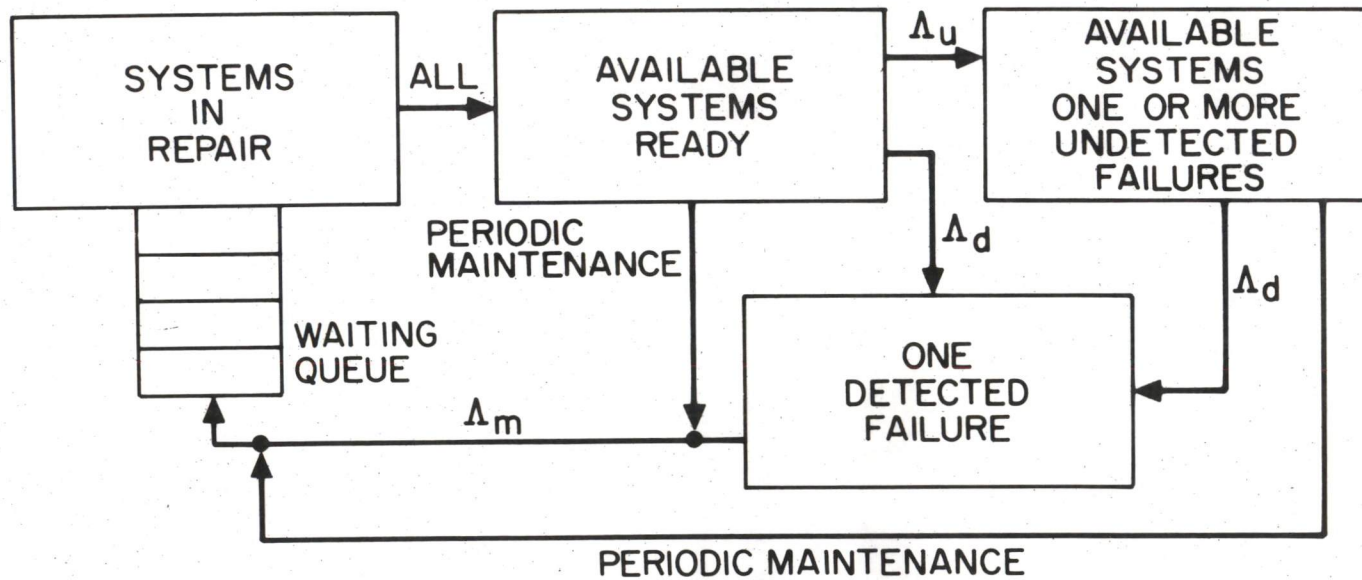 SYSTEMS
IN
REPAIR
ALL
AVAILABLE
SYSTEMS
READY
Λu
AVAILABLE
SYSTEMS
ONE OR MORE
UNDETECTED
FAILURES
PERIODIC
MAINTENANCE
Λd
Λd
WAITING
QUEUE
ONE
DETECTED
FAILURE
Λm
PERIODIC MAINTENANCE